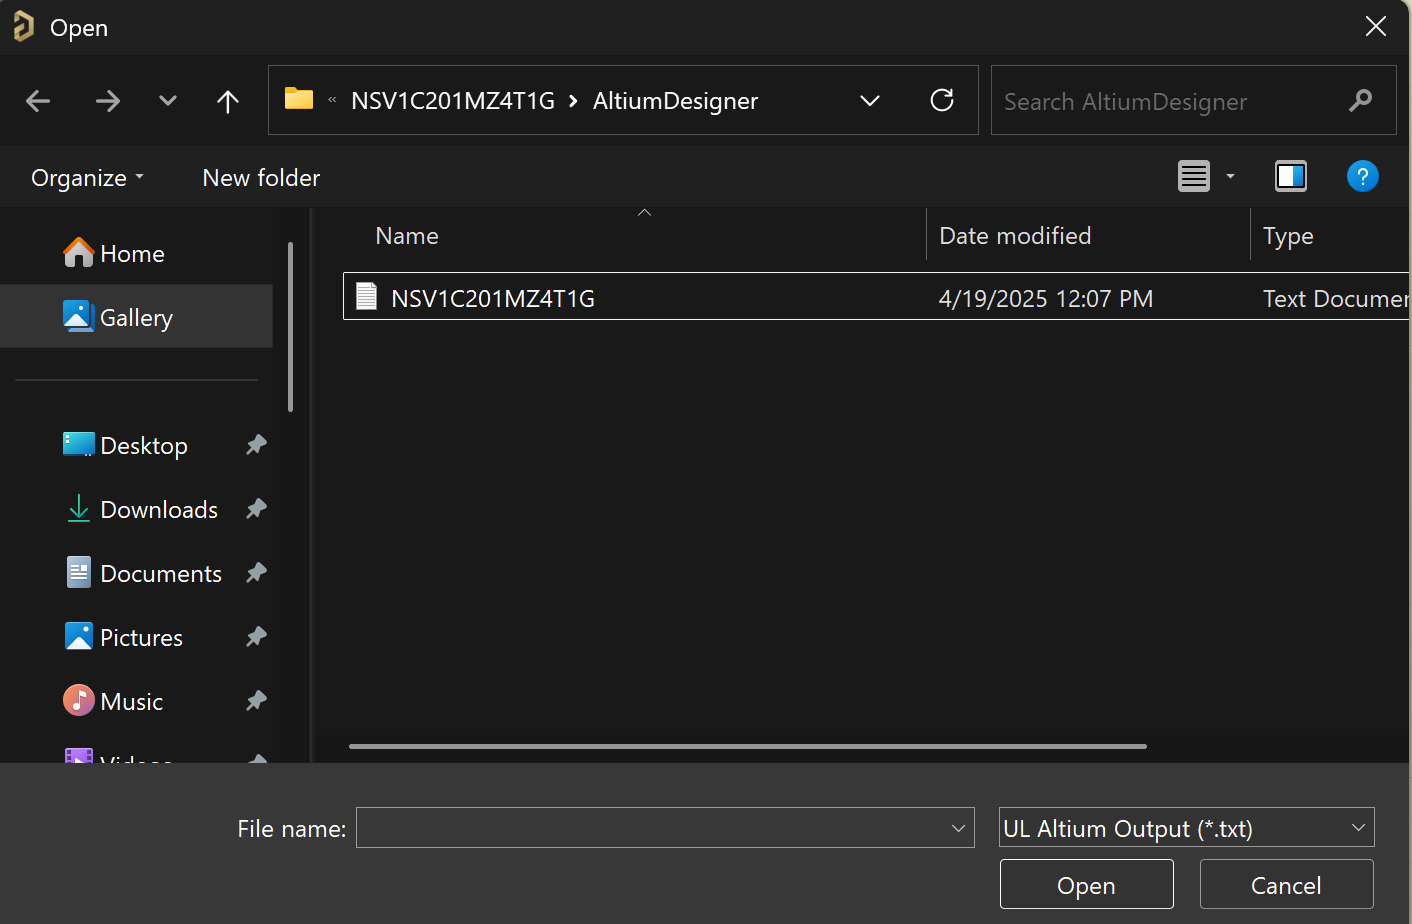 Open
« NSV1C201MZ4T1G › AltiumDesigner
Search AltiumDesigner
Organize
New folder
?
Name
Date modified
Type
Home
Gallery
NSV1C201MZ4T1G
4/19/2025 12:07 PM
Text Documen
Desktop
Downloads
Documents
Pictures
Music
Videos
File name:
UL Altium Output (*.txt)
Open
Cancel